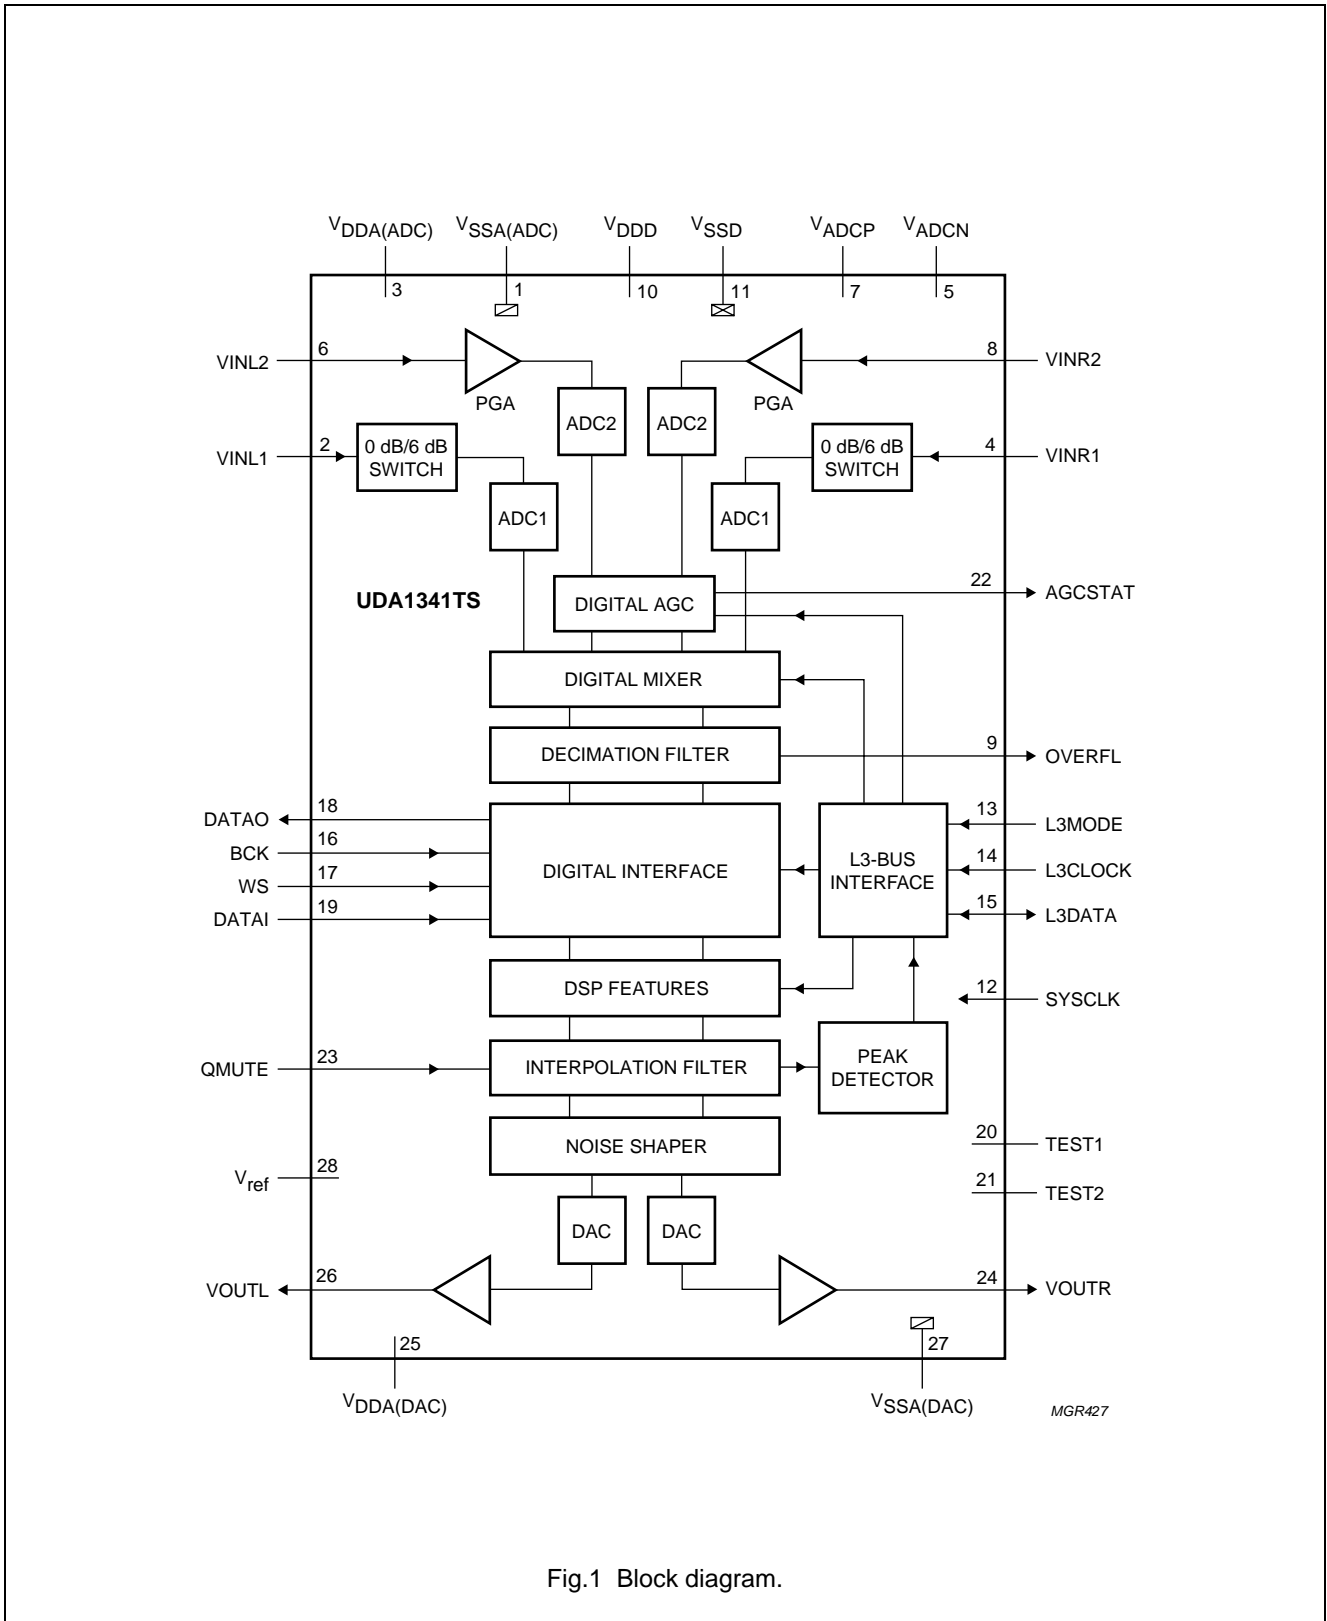 VDDA(ADC) VSSA(ADC) VDDD VSSD VADCP VADCN
3 1 10 11 7 5
VINL2 6 8 VINR2
PGA PGA
ADC2 ADC2
VINL1 2 0 dB/6 dB SWITCH 0 dB/6 dB SWITCH 4 VINR1
ADC1 ADC1
UDA1341TS
DIGITAL AGC 22 AGCSTAT
DIGITAL MIXER
DECIMATION FILTER 9 OVERFL
DATAO 18
BCK 16
WS 17
DATAI 19
DIGITAL INTERFACE
L3-BUS
INTERFACE
13 L3MODE
14 L3CLOCK
15 L3DATA
DSP FEATURES
12 SYSCLK
QMUTE 23 INTERPOLATION FILTER
PEAK
DETECTOR
NOISE SHAPER
20 TEST1
Vref 28
21 TEST2
DAC DAC
VOUTL 26 24 VOUTR
25 27
VDDA(DAC) VSSA(DAC)
MGR427
Fig.1 Block diagram.